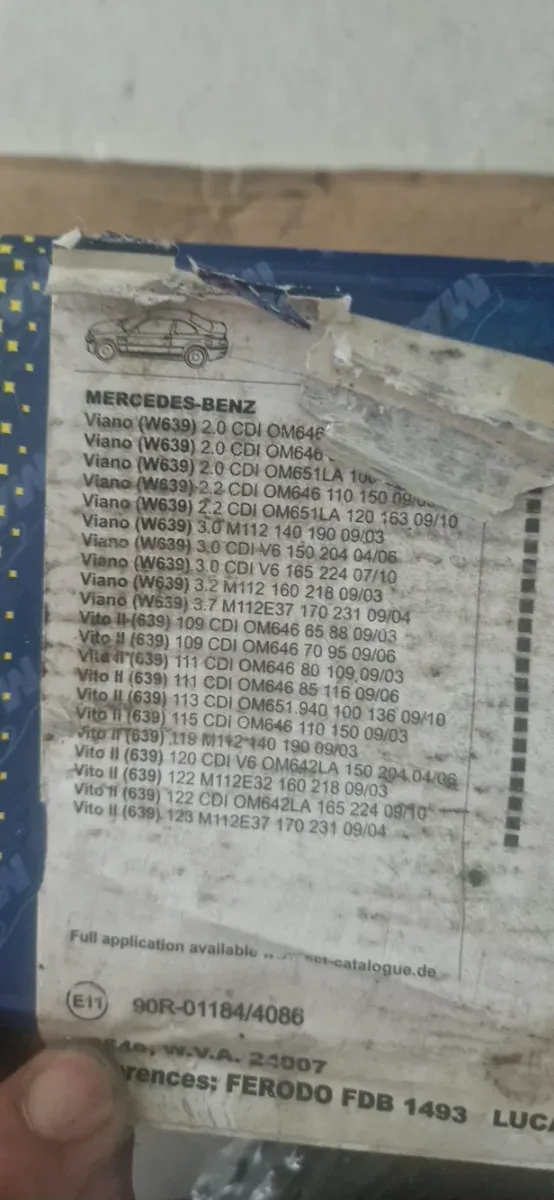 MERCEDES-BENZ
Viano (W639) 2.0 CDI OM646
Viano (W639) 2.0 CDI OM646
Viano (W639) 2.0 CDI OM651LA 100
Viano (W639) 2.2 CDI OM646 110 150 09/03
Viano (W639) 2.2 CDI OM651LA 120 163 09/10
Viano (W639) 3.0 M112 140 190 09/03
Viano (W639) 3.0 CDI V6 150 204 04/06
Viano (W639) 3.0 CDI V6 165 224 07/10
Viano (W639) 3.2 M112 160 218 09/03
Viano (W639) 3.7 M112E37 170 231 09/04
Vito II (639) 109 CDI OM646 65 88 09/03
Vito II (639) 109 CDI OM646 70 95 09/06
Vito II (639) 111 CDI OM646 80 109 09/03
Vito II (639) 111 CDI OM646 85 116 09/06
Vito II (639) 113 CDI OM651.940 100 136 09/10
Vito II (639) 115 CDI OM646 110 150 09/03
Vito II (639) 119 M112 140 190 09/03
Vito II (639) 120 CDI V6 OM642LA 150 204 04/06
Vito II (639) 122 M112E32 160 218 09/03
Vito II (639) 122 CDI OM642LA 165 224 09/10
Vito II (639) 123 M112E37 170 231 09/04
Full application available ct-catalogue.de
E11 90R-01184/4086
W.V.A. 24007
erences: FERODO FDB 1493 LUCA